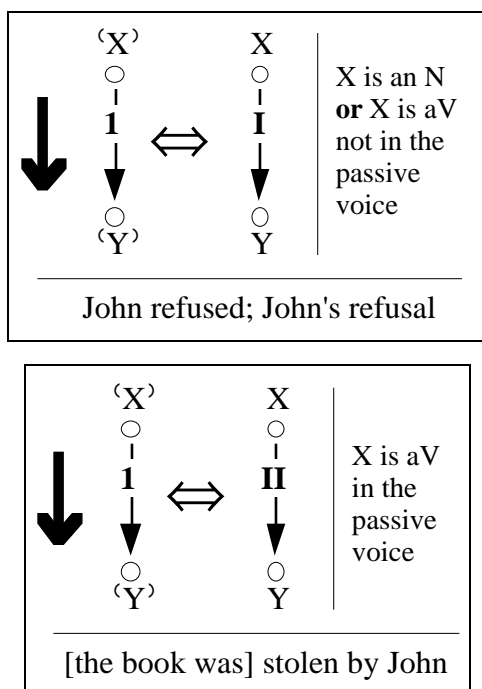 (X) X
1 I
(Y) Y
X is an N
or X is aV
not in the
passive
voice
John refused; John's refusal
(X) X
1 II
(Y) Y
X is aV
in the
passive
voice
[the book was] stolen by John